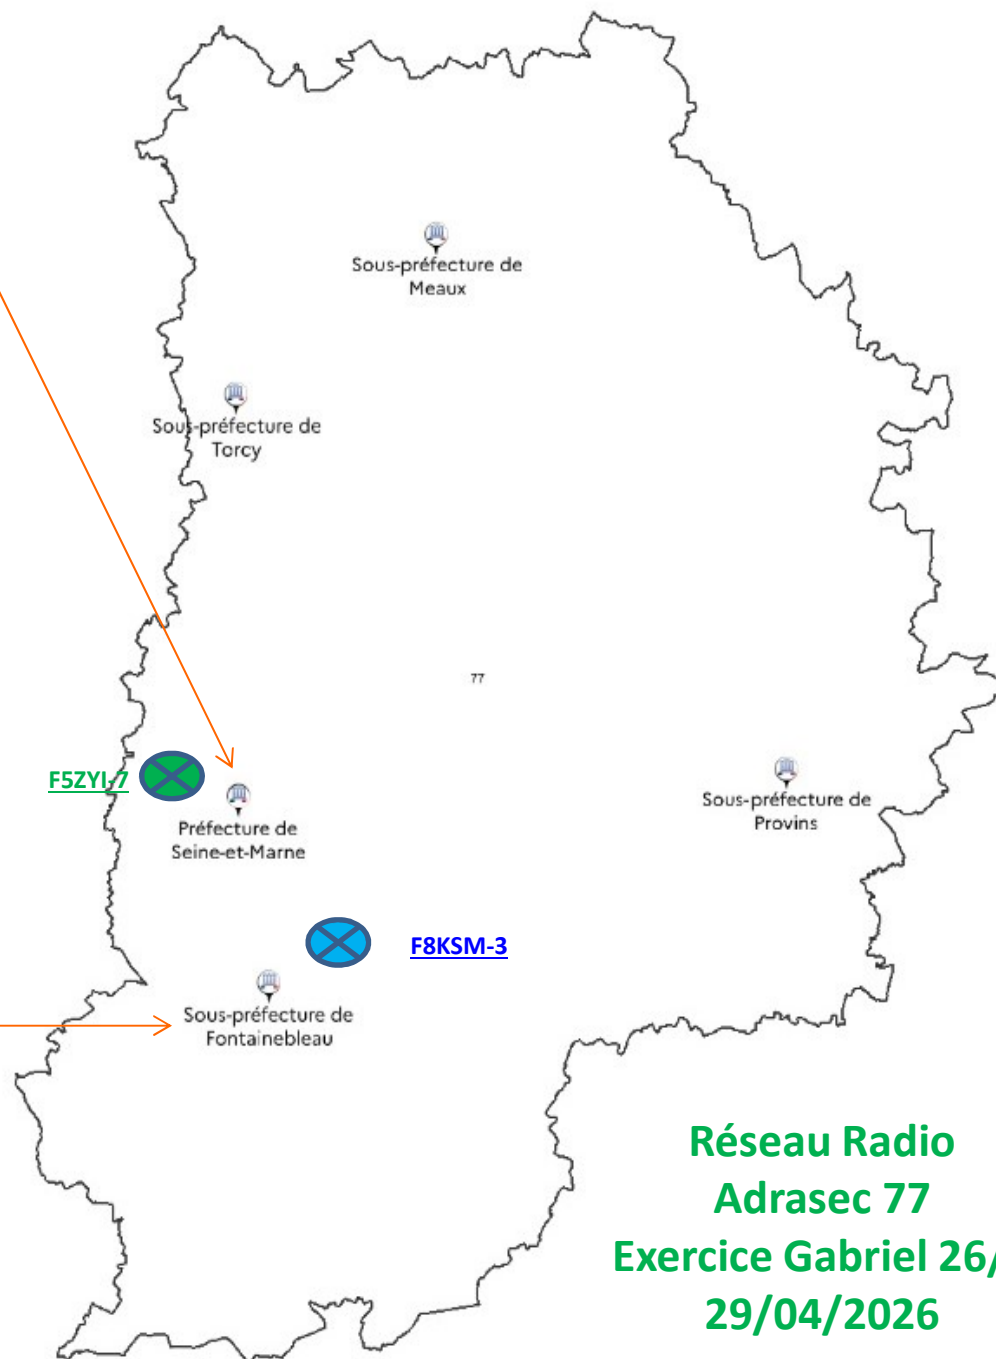 Sous-préfecture de
Meaux
Sous-préfecture de
Torcy
77
F5ZYI-7
Préfecture de
Seine-et-Marne
Sous-préfecture de
Provins
F8KSM-3
Sous-préfecture de
Fontainebleau
Réseau Radio
Adrasec 77
Exercice Gabriel 26/
29/04/2026